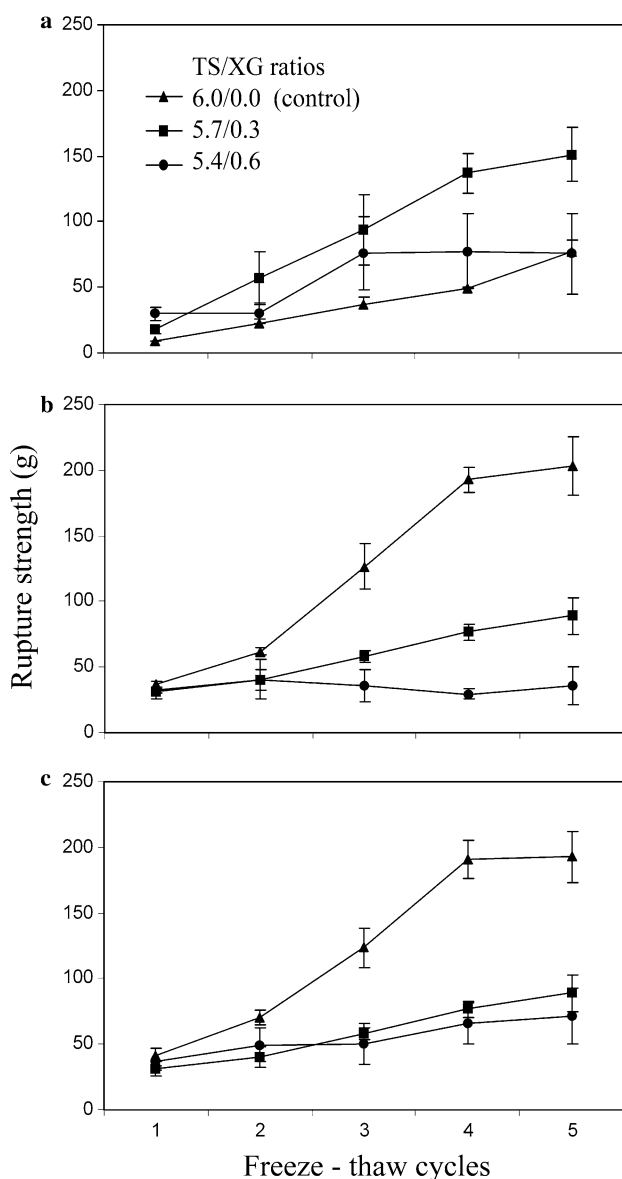 a
250
200
150
100
50
0
TS/XG ratios
6.0/0.0 (control)
5.7/0.3
5.4/0.6
b
250
200
150
100
50
0
Rupture strength (g)
c
250
200
150
100
50
0
1 2 3 4 5
Freeze - thaw cycles